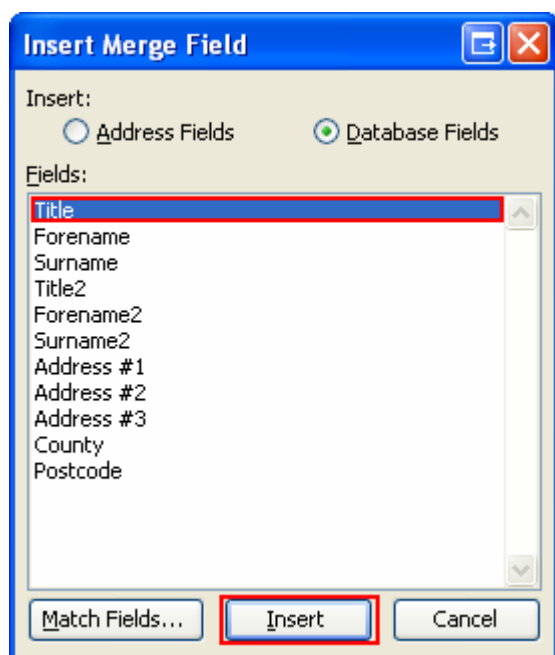 Insert Merge Field
Insert:
Address Fields Database Fields
Fields:
Title
Forename
Surname
Title2
Forename2
Surname2
Address #1
Address #2
Address #3
County
Postcode
Match Fields... Insert Cancel